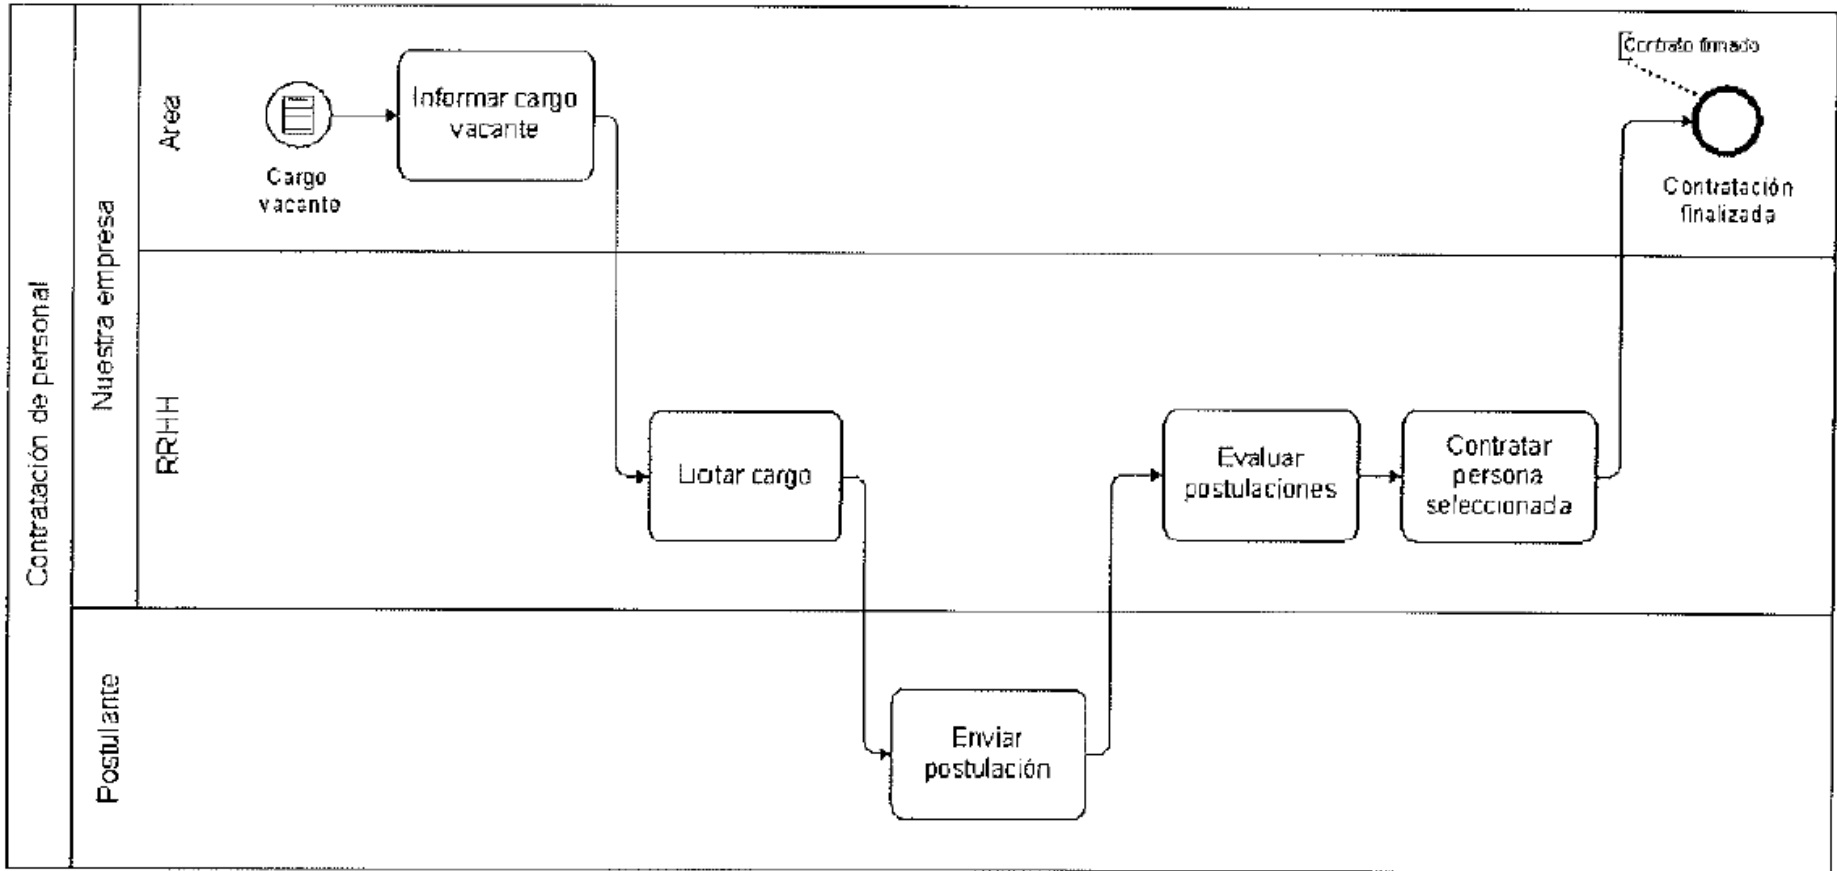 Contratación de personal
Nuestra empresa
Area
Cargo
vacante
Informar cargo
vacante
Contrato firmado
Contratación
finalizada
RRHH
Licitar cargo
Evaluar
postulaciones
Contratar
persona
seleccionada
Postulante
Enviar
postulación